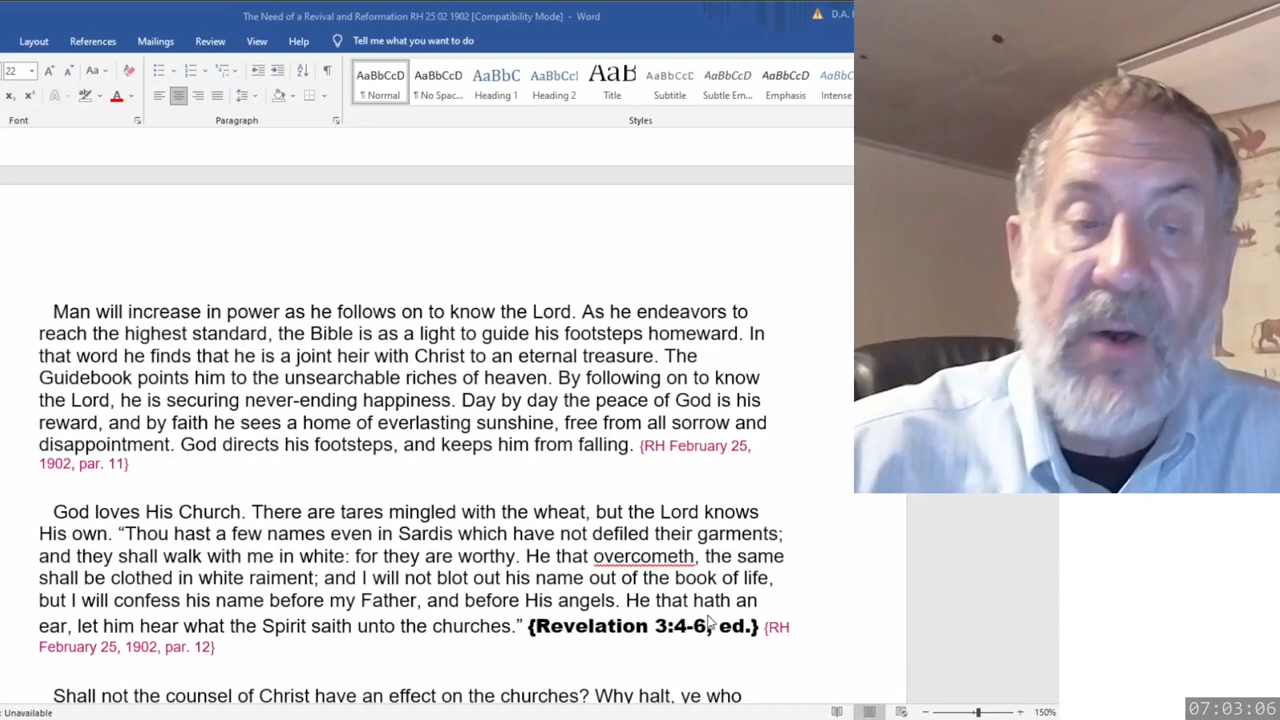 The Need of a Revival and Reformation RH 25 02 1902 [Compatibility Mode] - Word
D.A.
Layout References Mailings Review View Help Tell me what you want to do
22 Aa
AaBbCcD AaBbCcD AaBbC AaBbCcI AaB AaBbCcD AaBbCcD AaBbCcD AaBbC
¶ Normal ¶ No Spac... Heading 1 Heading 2 Title Subtitle Subtle Em... Emphasis Intense
Font Paragraph Styles
Man will increase in power as he follows on to know the Lord. As he endeavors to
reach the highest standard, the Bible is as a light to guide his footsteps homeward. In
that word he finds that he is a joint heir with Christ to an eternal treasure. The
Guidebook points him to the unsearchable riches of heaven. By following on to know
the Lord, he is securing never-ending happiness. Day by day the peace of God is his
reward, and by faith he sees a home of everlasting sunshine, free from all sorrow and
disappointment. God directs his footsteps, and keeps him from falling. {RH February 25,
1902, par. 11}
God loves His Church. There are tares mingled with the wheat, but the Lord knows
His own. “Thou hast a few names even in Sardis which have not defiled their garments;
and they shall walk with me in white: for they are worthy. He that overcometh, the same
shall be clothed in white raiment; and I will not blot out his name out of the book of life,
but I will confess his name before my Father, and before His angels. He that hath an
ear, let him hear what the Spirit saith unto the churches.” {Revelation 3:4-6, ed.} {RH
February 25, 1902, par. 12}
Shall not the counsel of Christ have an effect on the churches? Why halt, ye who
Unavailable
150%
07:03:06